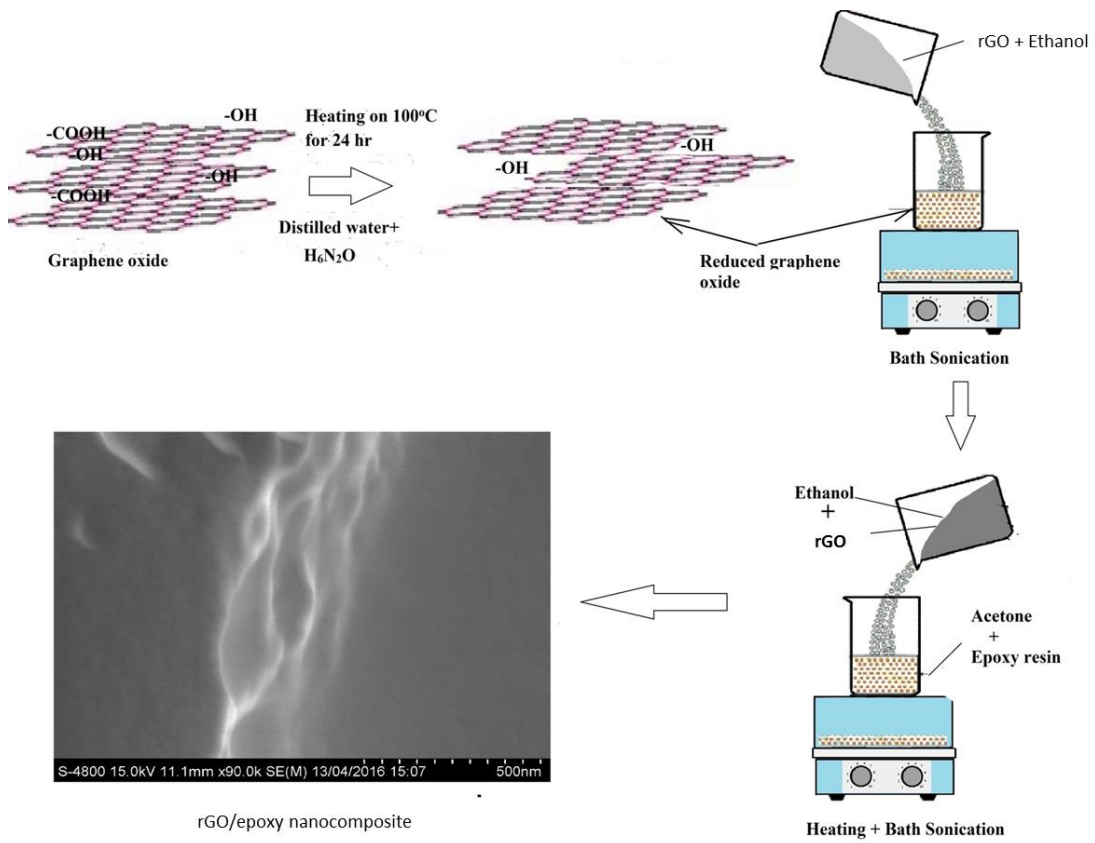 rGO + Ethanol
-OH
-COOH
-OH
-OH
-COOH
Graphene oxide
Heating on 100°C
for 24 hr
Distilled water+
H₆N₂O
-OH
-OH
Reduced graphene
oxide
Bath Sonication
Ethanol
+
rGO
Acetone
+
Epoxy resin
Heating + Bath Sonication
S-4800 15.0kV 11.1mm x90.0k SE(M) 13/04/2016 15:07
500nm
rGO/epoxy nanocomposite